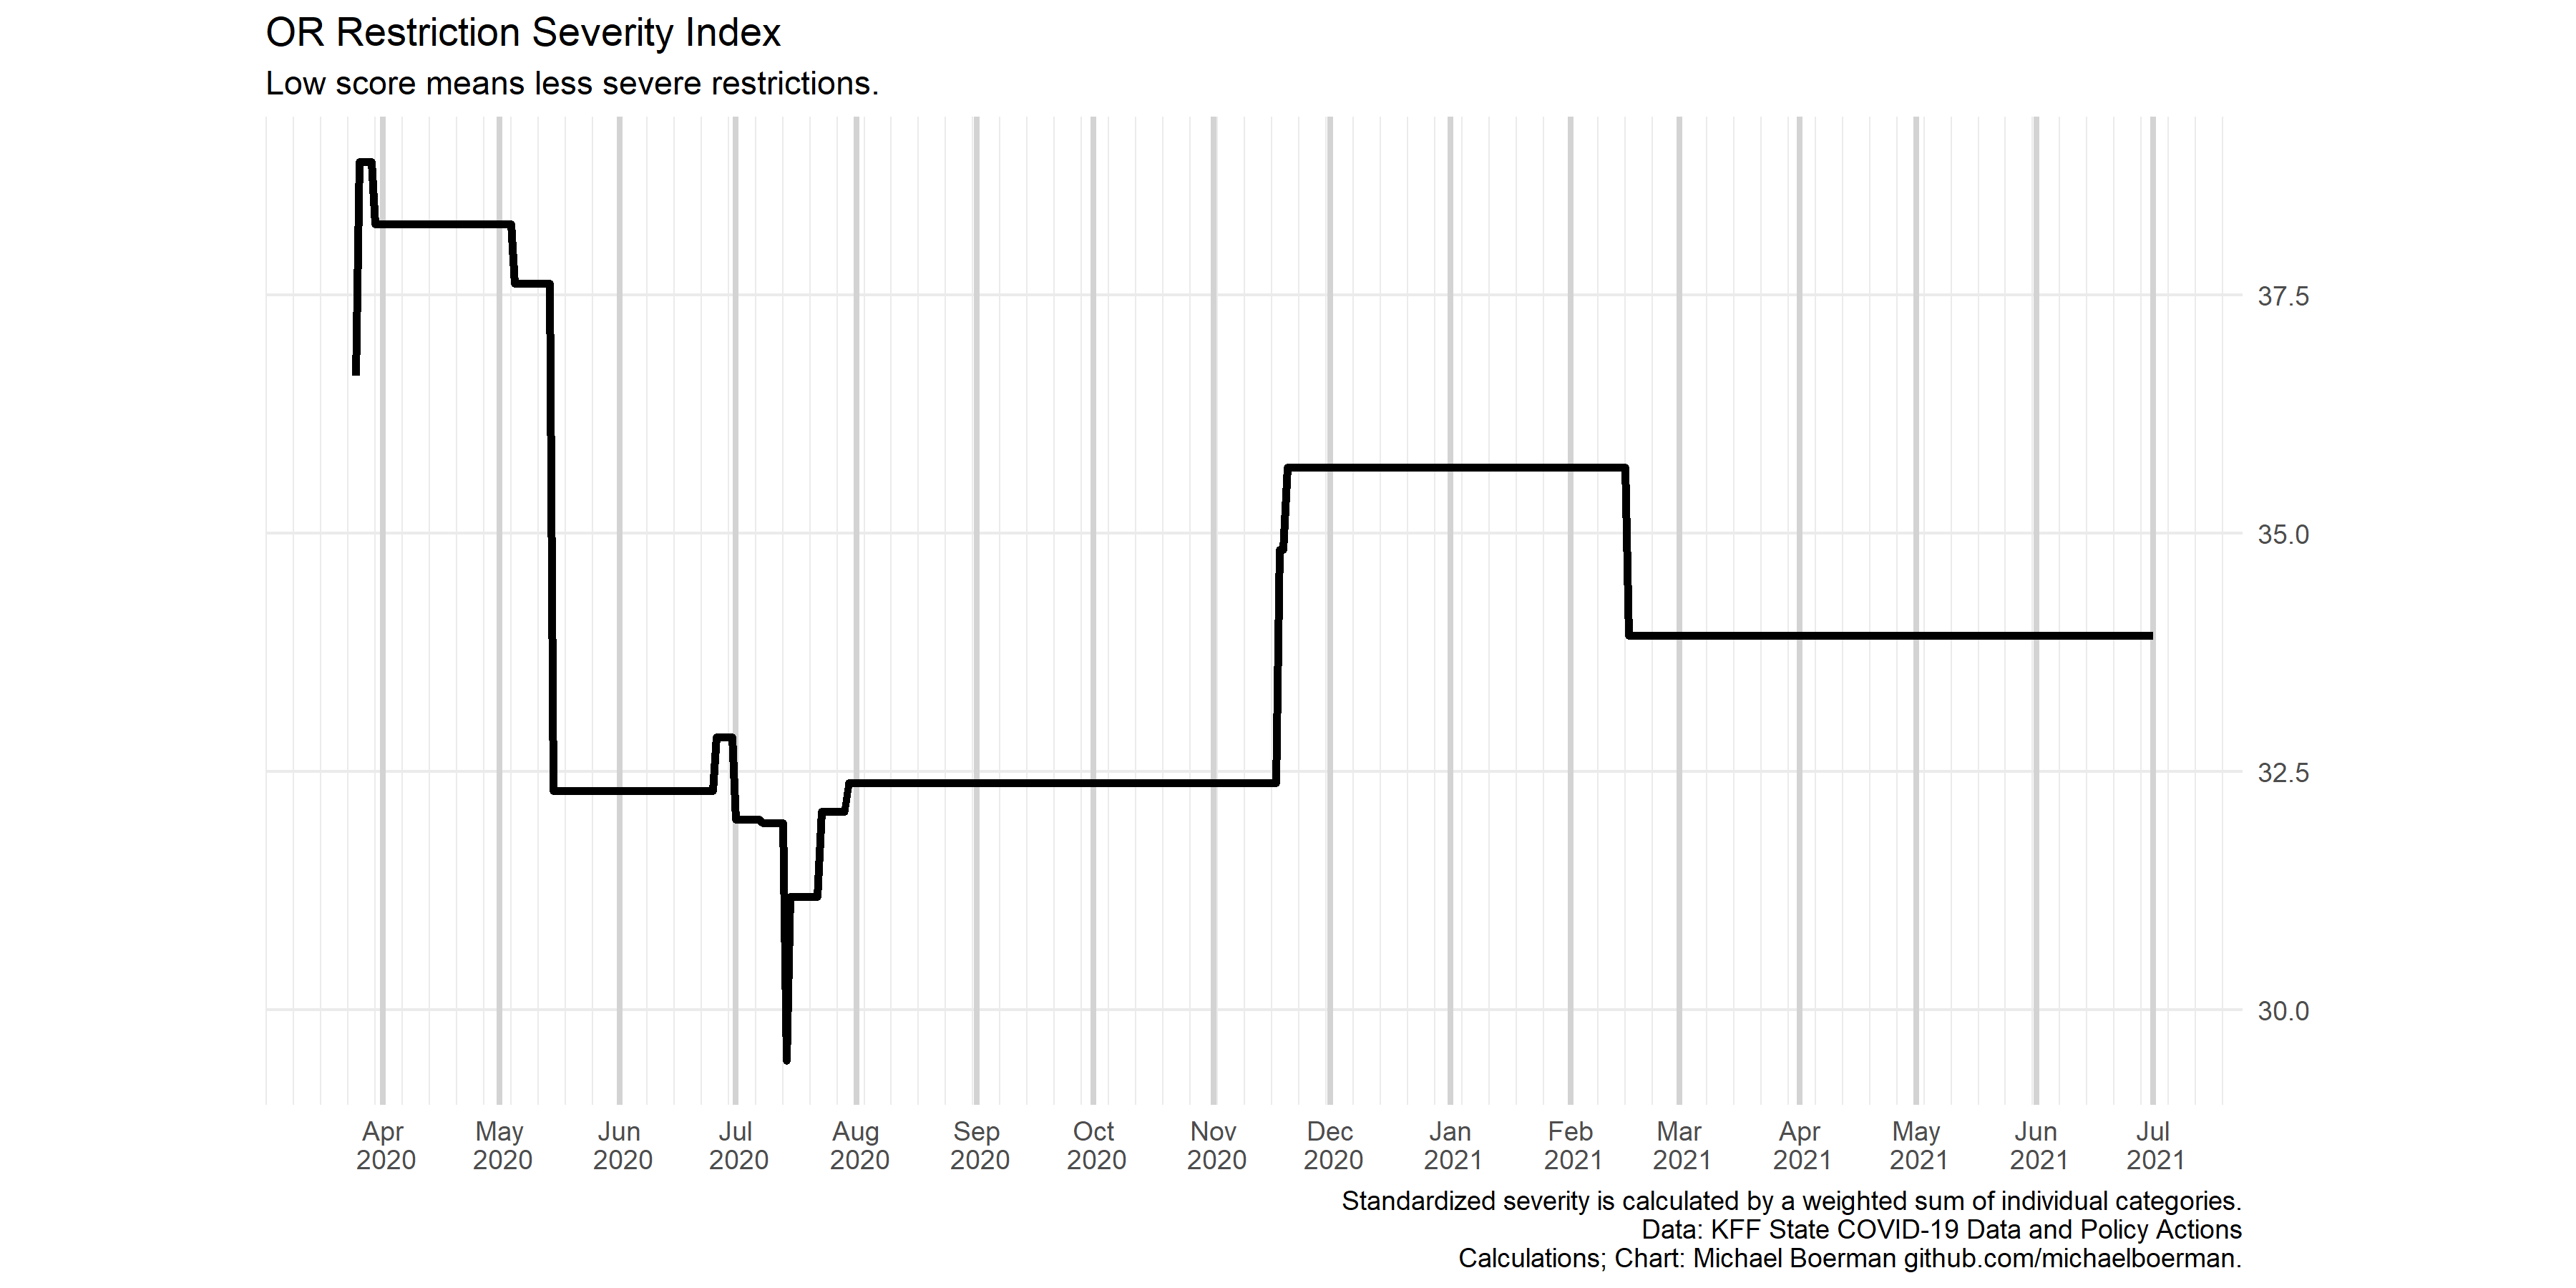 OR Restriction Severity Index
Low score means less severe restrictions.
37.5
35.0
32.5
30.0
Apr May Jun Jul Aug Sep Oct Nov Dec Jan Feb Mar Apr May Jun Jul
2020 2020 2020 2020 2020 2020 2020 2020 2020 2021 2021 2021 2021 2021 2021 2021
Standardized severity is calculated by a weighted sum of individual categories.
Data: KFF State COVID-19 Data and Policy Actions
Calculations; Chart: Michael Boerman github.com/michaelboerman.